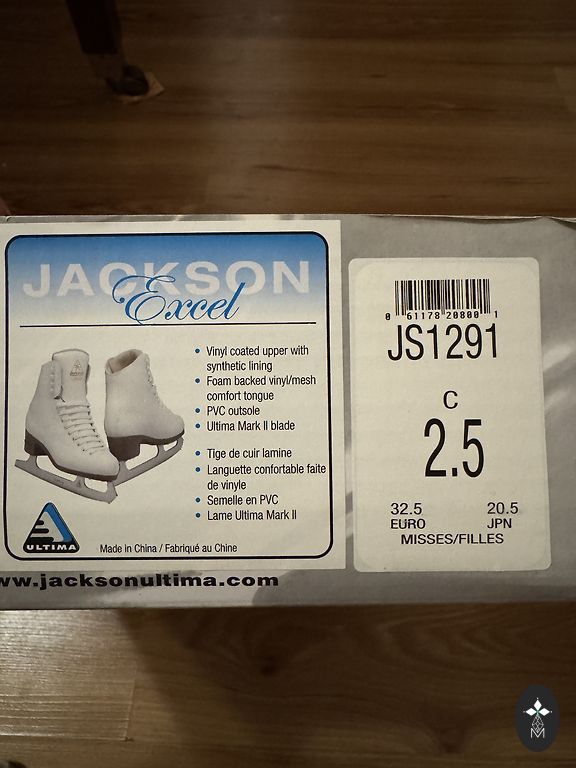 JACKSON
Excel
• Vinyl coated upper with
synthetic lining
• Foam backed vinyl/mesh
comfort tongue
• PVC outsole
• Ultima Mark II blade
• Tige de cuir lamine
• Languette confortable faite
de vinyle
• Semelle en PVC
• Lame Ultima Mark II
ULTIMA
Made in China / Fabriqué au Chine
www.jacksonultima.com
0 61178 20800 1
JS1291
C
2.5
32.5 20.5
EURO JPN
MISSES/FILLES
M